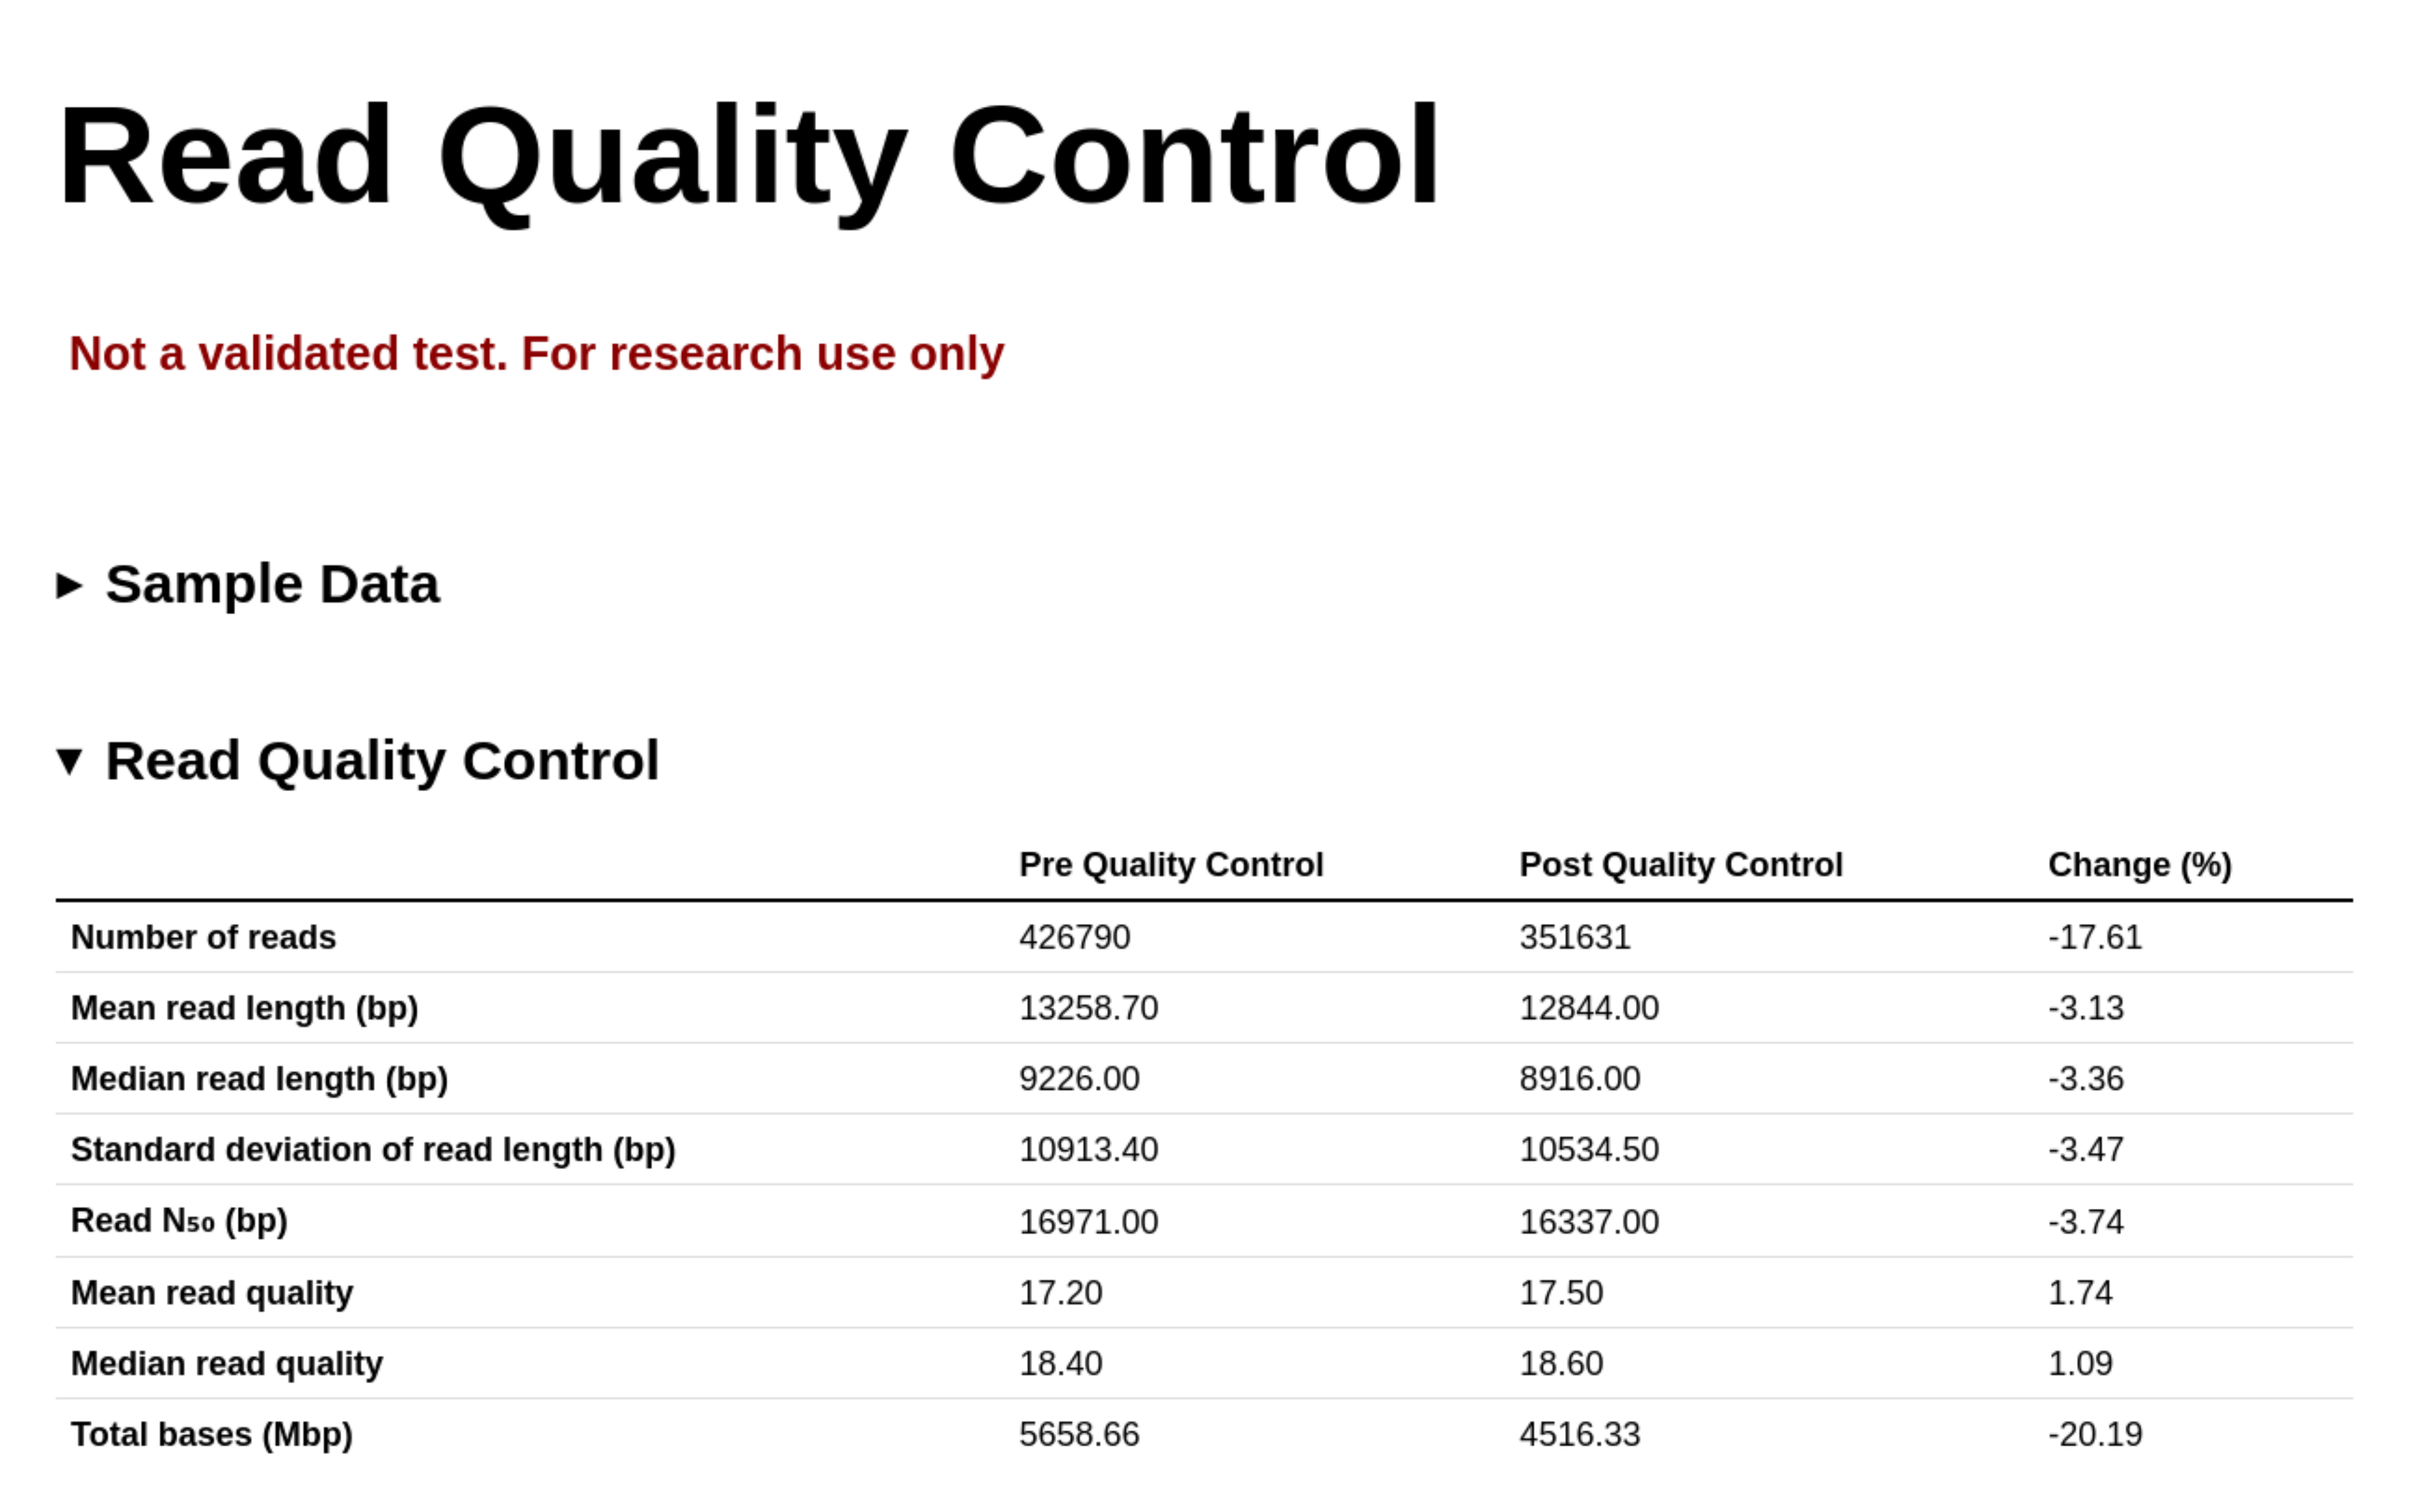 Read Quality Control
Not a validated test. For research use only
► Sample Data
▼ Read Quality Control
Pre Quality Control Post Quality Control Change (%)
Number of reads 426790 351631 -17.61
Mean read length (bp) 13258.70 12844.00 -3.13
Median read length (bp) 9226.00 8916.00 -3.36
Standard deviation of read length (bp) 10913.40 10534.50 -3.47
Read N₅₀ (bp) 16971.00 16337.00 -3.74
Mean read quality 17.20 17.50 1.74
Median read quality 18.40 18.60 1.09
Total bases (Mbp) 5658.66 4516.33 -20.19